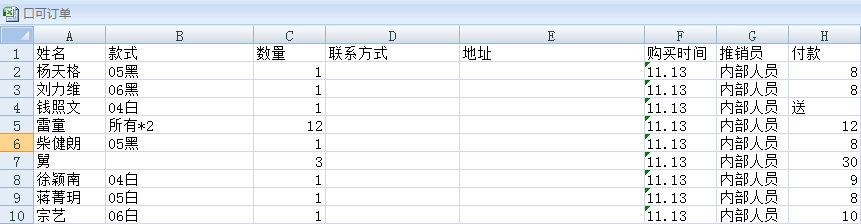 口可订单
A B C D E F G H
1 姓名 款式 数量 联系方式 地址 购买时间 推销员 付款
2 杨天格 05黑 1 11.13 内部人员 8
3 刘力维 06黑 1 11.13 内部人员 8
4 钱照文 04白 1 11.13 内部人员 送
5 雷童 所有*2 12 11.13 内部人员 12
6 柴健朗 05黑 1 11.13 内部人员 8
7 舅 3 11.13 内部人员 30
8 徐颖南 04白 1 11.13 内部人员 9
9 蒋菁玥 05白 1 11.13 内部人员 8
10 宗艺 06白 1 11.13 内部人员 10